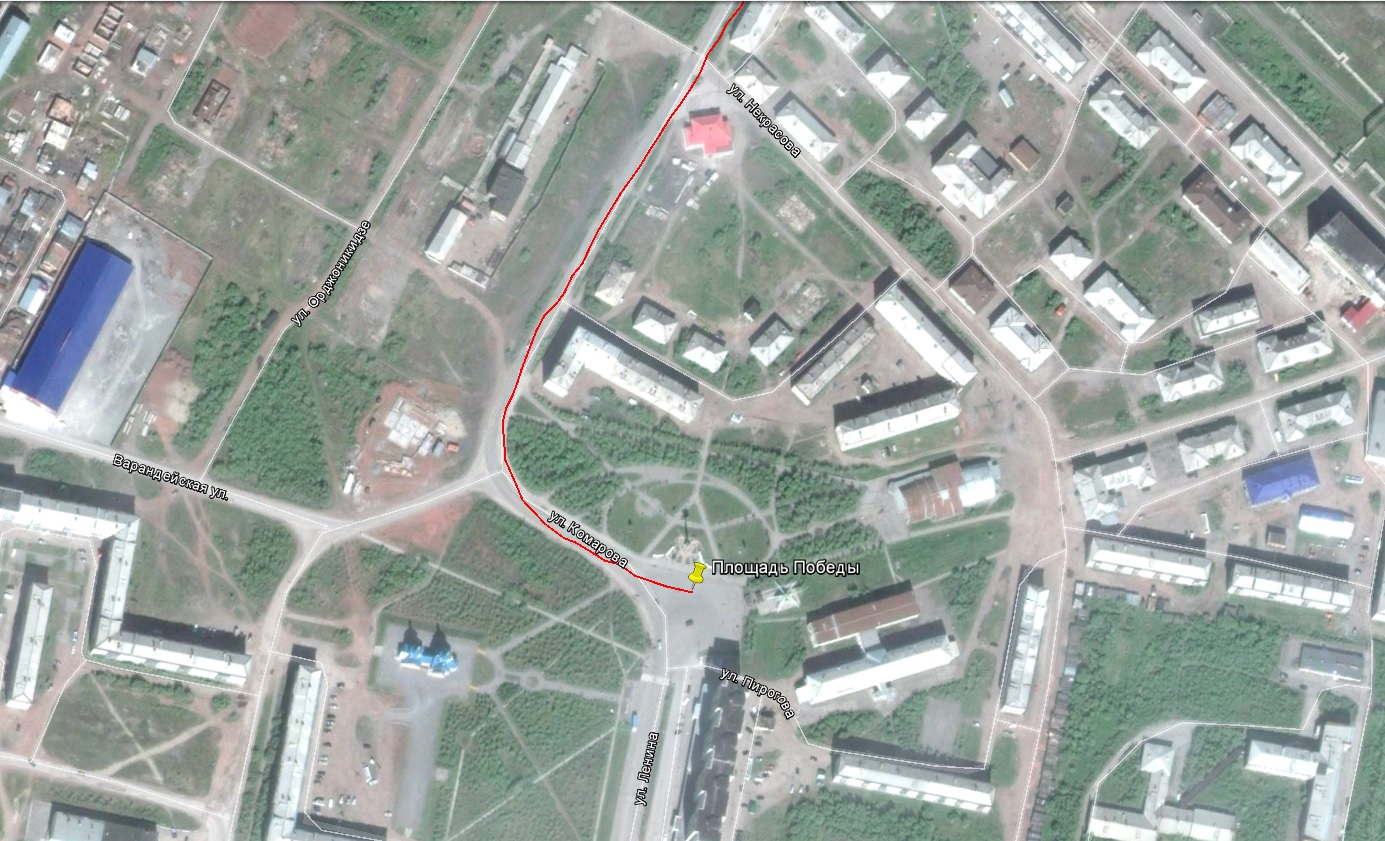 ул. Некрасова
ул. Орджоникидзе
Варандейская ул.
ул. Комарова
Площадь Победы
ул. Пирогова
ул. Ленина